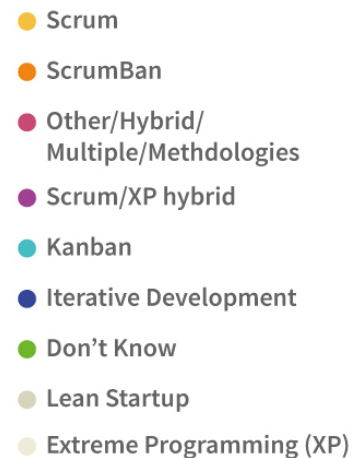 Scrum
ScrumBan
Other/Hybrid/
Multiple/Methdologies
Scrum/XP hybrid
Kanban
Iterative Development
Don’t Know
Lean Startup
Extreme Programming (XP)